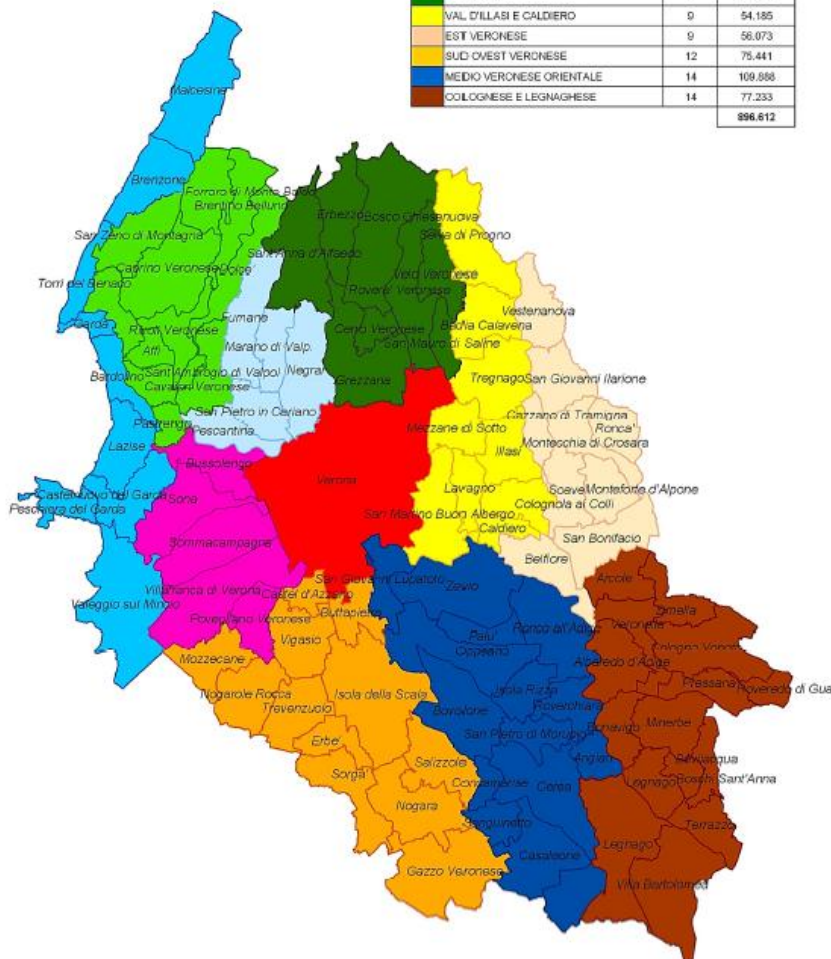 VAL D'ILLASI E CALDIERO 9 54.185
EST VERONESE 9 56.073
SUD OVEST VERONESE 12 75.441
MEDIO VERONESE ORIENTALE 14 109.888
COLOGNESE E LEGNAGHESE 14 77.233
896.612
Malcesine
Brenzone
Ferrara di Monte Baldo
Brentino Belluno
Erbezzo
Bosco Chiesanuova
Selva di Progno
San Zeno di Montagna
Sant'Anna d'Alfaedo
Caprino Veronese
Dolce'
Velo Veronese
Torri del Benaco
Rovere' Veronese
Vestenanova
Fumane
Garda
Rivoli Veronese
Cerro Veronese
Badia Calavena
Marano di Valp.
San Mauro di Saline
Affi
Sant'Ambrogio di Valpol
Negrar
Bardolino
Cavaion Veronese
Grezzana
Tregnago
San Giovanni Ilarione
San Pietro in Cariano
Pastrengo
Pescantina
Cazzano di Tramigna
Ronca'
Mezzane di Sotto
Montecchia di Crosara
Lazise
Illasi
Bussolengo
Verona
Castelnuovo del Garda
Sona
Lavagno
Soave
Monteforte d'Alpone
Peschiera del Garda
Colognola ai Colli
San Martino Buon Albergo
Caldiero
Sommacampagna
San Bonifacio
Belfiore
San Giovanni Lupatoto
Zevio
Arcole
Villafranca di Verona
Castel d'Azzano
Valeggio sul Mincio
Buttapietra
Zimella
Povegliano Veronese
Veronella
Ronco all'Adige
Vigasio
Palu'
Cologna Veneta
Oppeano
Mozzecane
Albaredo d'Adige
Pressana
Roveredo di Gua
Nogarole Rocca
Isola della Scala
Isola Rizza
Roverchiara
Trevenzuolo
Bovolone
Minerbe
Bonavigo
San Pietro di Morubio
Erbe'
Angiari
Bevilacqua
Salizzole
Sorga'
Concamarise
Cerea
Legnago
Boschi Sant'Anna
Nogara
Sanguinetto
Terrazzo
Legnago
Casaleone
Gazzo Veronese
Villa Bartolomea